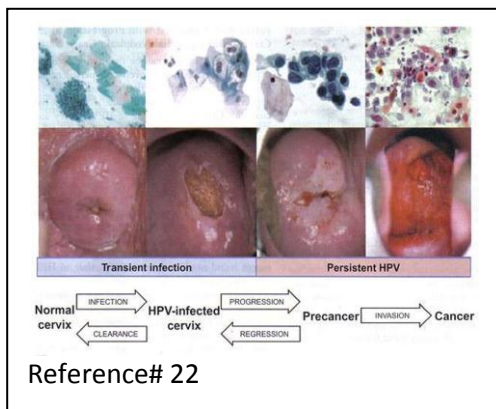 Transient infection Persistent HPV
INFECTION PROGRESSION
Normal cervix HPV-infected cervix Precancer INVASION Cancer
CLEARANCE REGRESSION
Reference# 22